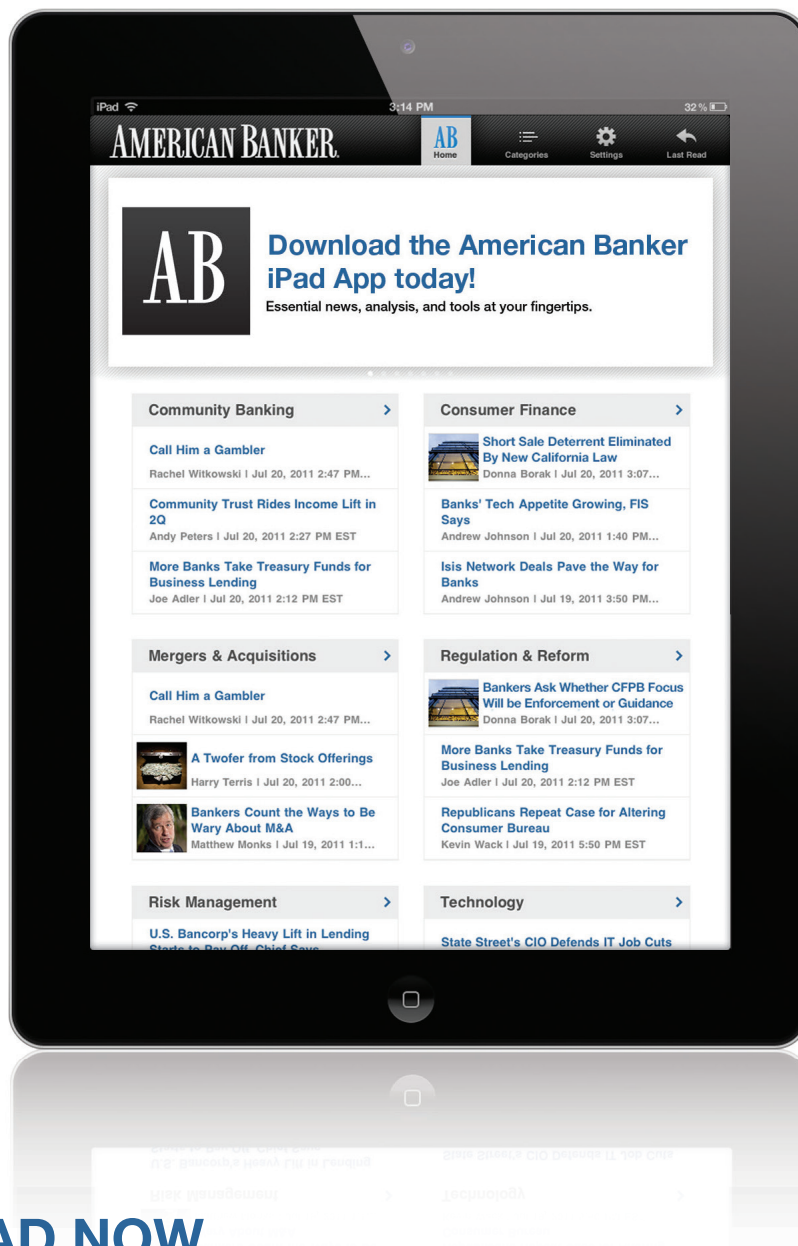 iPad 3:14 PM 32 %
AMERICAN BANKER.
AB
Home
Categories
Settings
Last Read
AB
Download the American Banker
iPad App today!
Essential news, analysis, and tools at your fingertips.
Community Banking
Call Him a Gambler
Rachel Witkowski | Jul 20, 2011 2:47 PM...
Community Trust Rides Income Lift in
2Q
Andy Peters | Jul 20, 2011 2:27 PM EST
More Banks Take Treasury Funds for
Business Lending
Joe Adler | Jul 20, 2011 2:12 PM EST
Consumer Finance
Short Sale Deterrent Eliminated
By New California Law
Donna Borak | Jul 20, 2011 3:07...
Banks' Tech Appetite Growing, FIS
Says
Andrew Johnson | Jul 20, 2011 1:40 PM...
Isis Network Deals Pave the Way for
Banks
Andrew Johnson | Jul 19, 2011 3:50 PM...
Mergers & Acquisitions
Call Him a Gambler
Rachel Witkowski | Jul 20, 2011 2:47 PM...
A Twofer from Stock Offerings
Harry Terris | Jul 20, 2011 2:00...
Bankers Count the Ways to Be
Wary About M&A
Matthew Monks | Jul 19, 2011 1:1...
Regulation & Reform
Bankers Ask Whether CFPB Focus
Will be Enforcement or Guidance
Donna Borak | Jul 20, 2011 3:07...
More Banks Take Treasury Funds for
Business Lending
Joe Adler | Jul 20, 2011 2:12 PM EST
Republicans Repeat Case for Altering
Consumer Bureau
Kevin Wack | Jul 19, 2011 5:50 PM EST
Risk Management
U.S. Bancorp's Heavy Lift in Lending
Starts to Pay Off, Chief Says
Technology
State Street's CIO Defends IT Job Cuts
NOW